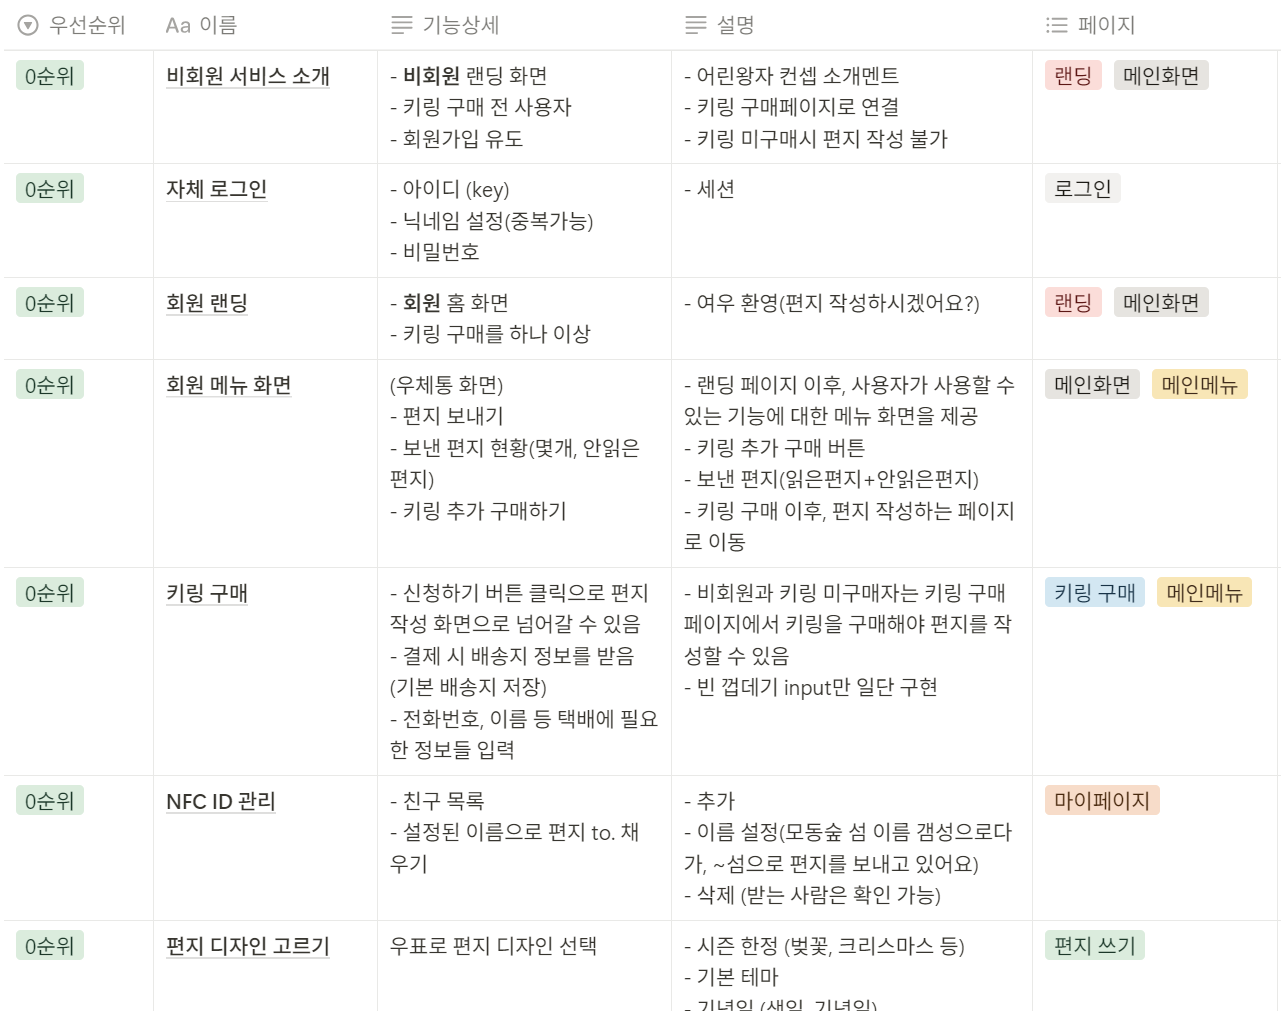 우선순위 Aa 이름 기능상세 설명 페이지
0순위 비회원 서비스 소개 - 비회원 랜딩 화면 - 어린왕자 컨셉 소개멘트 랜딩 메인화면
- 키링 구매 전 사용자 - 키링 구매페이지로 연결
- 회원가입 유도 - 키링 미구매시 편지 작성 불가
0순위 자체 로그인 - 아이디 (key) - 세션 로그인
- 닉네임 설정(중복가능)
- 비밀번호
0순위 회원 랜딩 - 회원 홈 화면 - 여우 환영(편지 작성하시겠어요?) 랜딩 메인화면
- 키링 구매를 하나 이상
0순위 회원 메뉴 화면 (우체통 화면) - 랜딩 페이지 이후, 사용자가 사용할 수 메인화면 메인메뉴
- 편지 보내기 있는 기능에 대한 메뉴 화면을 제공
- 보낸 편지 현황(몇개, 안읽은 - 키링 추가 구매 버튼
편지) - 보낸 편지(읽은편지+안읽은편지)
- 키링 추가 구매하기 - 키링 구매 이후, 편지 작성하는 페이지
로 이동
0순위 키링 구매 - 신청하기 버튼 클릭으로 편지 - 비회원과 키링 미구매자는 키링 구매 키링 구매 메인메뉴
작성 화면으로 넘어갈 수 있음 페이지에서 키링을 구매해야 편지를 작
- 결제 시 배송지 정보를 받음 성할 수 있음
(기본 배송지 저장) - 빈 껍데기 input만 일단 구현
- 전화번호, 이름 등 택배에 필요
한 정보들 입력
0순위 NFC ID 관리 - 친구 목록 - 추가 마이페이지
- 설정된 이름으로 편지 to. 채 - 이름 설정(모동숲 섬 이름 갬성으로다
우기 가, ~섬으로 편지를 보내고 있어요)
- 삭제 (받는 사람은 확인 가능)
0순위 편지 디자인 고르기 우표로 편지 디자인 선택 - 시즌 한정 (벚꽃, 크리스마스 등) 편지 쓰기
- 기본 테마
- 기념일 (생일, 기념일)